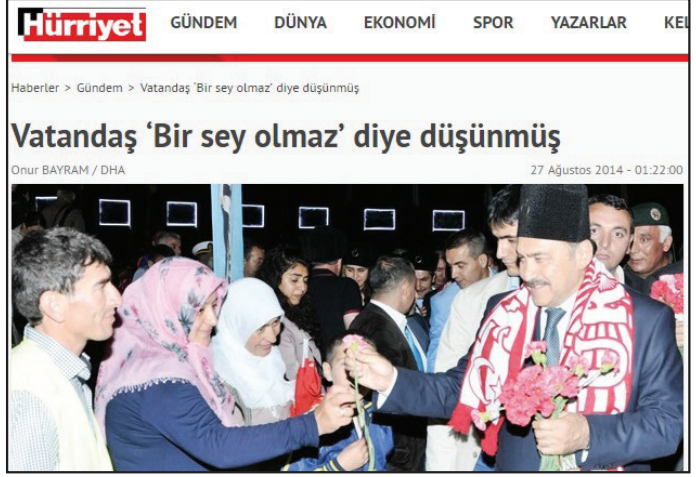 Hürriyet GÜNDEM DÜNYA EKONOMİ SPOR YAZARLAR KEL
Haberler > Gündem > Vatandaş 'Bir sey olmaz' diye düşünmüş
Vatandaş 'Bir sey olmaz' diye düşünmüş
Onur BAYRAM / DHA 27 Ağustos 2014 - 01:22:00